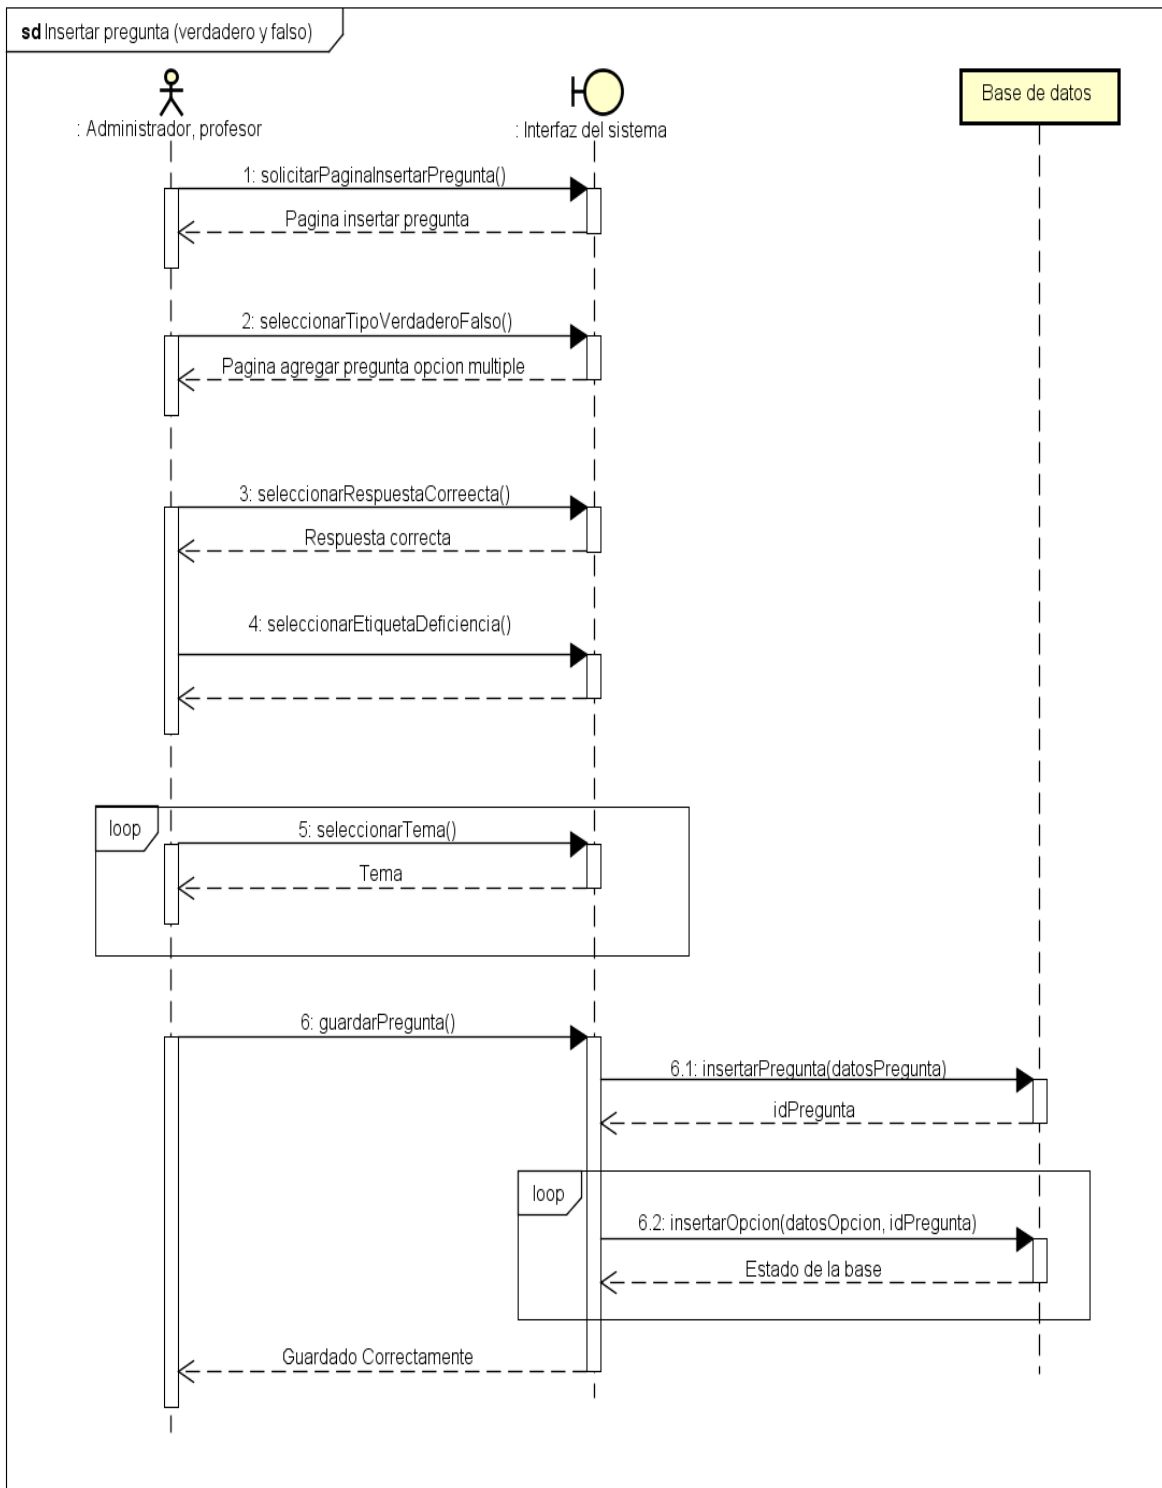 sd Insertar pregunta (verdadero y falso)
: Administrador, profesor
: Interfaz del sistema
Base de datos
1: solicitarPaginaInsertarPregunta()
Pagina insertar pregunta
2: seleccionarTipoVerdaderoFalso()
Pagina agregar pregunta opcion multiple
3: seleccionarRespuestaCorreecta()
Respuesta correcta
4: seleccionarEtiquetaDeficiencia()
loop
5: seleccionarTema()
Tema
6: guardarPregunta()
6.1: insertarPregunta(datosPregunta)
idPregunta
loop
6.2: insertarOpcion(datosOpcion, idPregunta)
Estado de la base
Guardado Correctamente